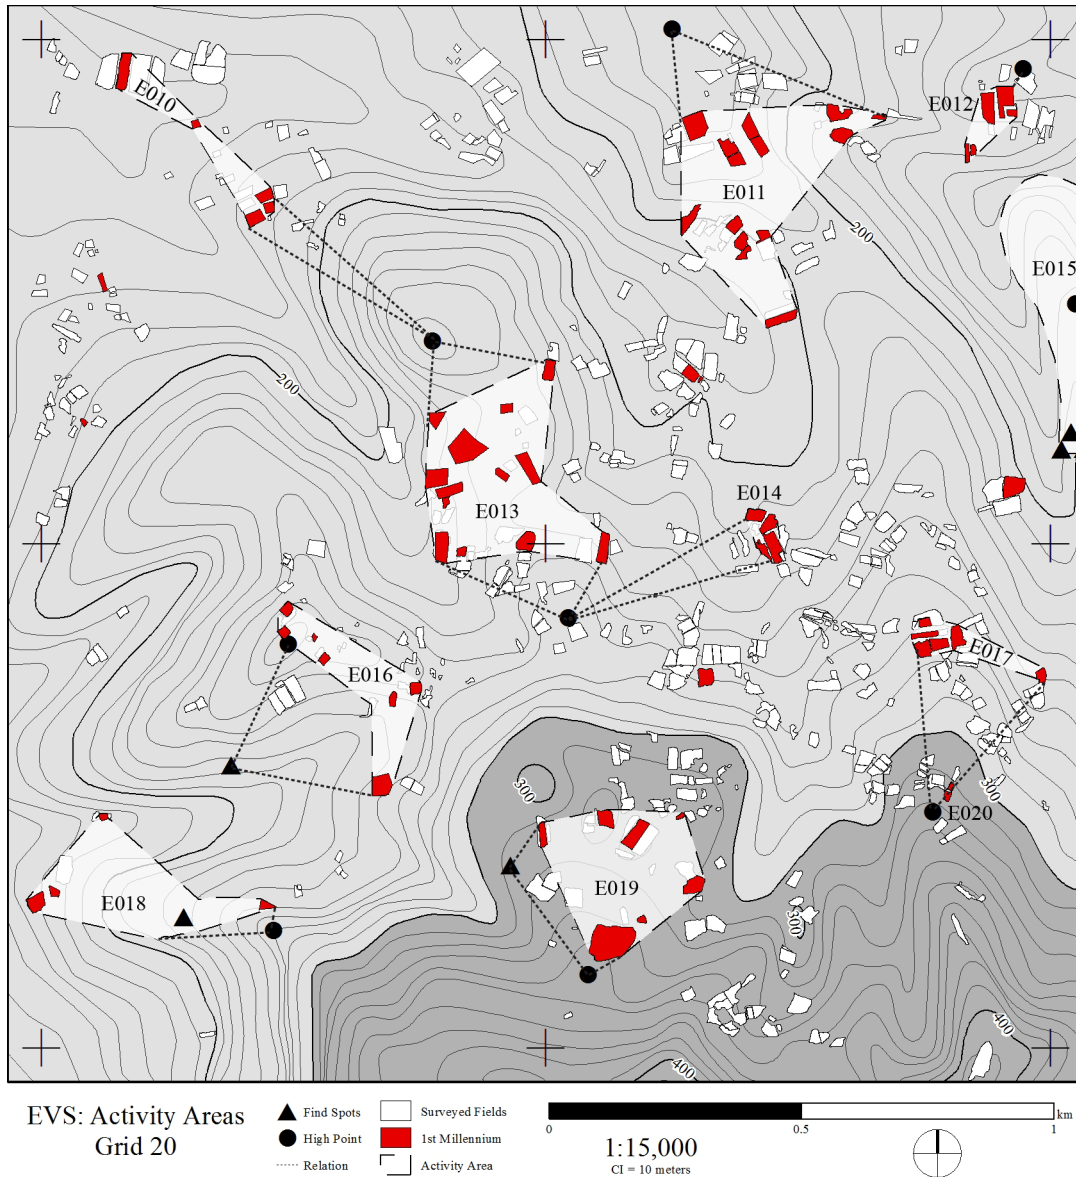 E010
E012
E011
200
E015
200
E014
E013
E016
E017
300
300
E020
E019
E018
300
400
400
EVS: Activity Areas
Grid 20
Find Spots
High Point
Relation
Surveyed Fields
1st Millennium
Activity Area
km
0
0.5
1
1:15,000
CI = 10 meters